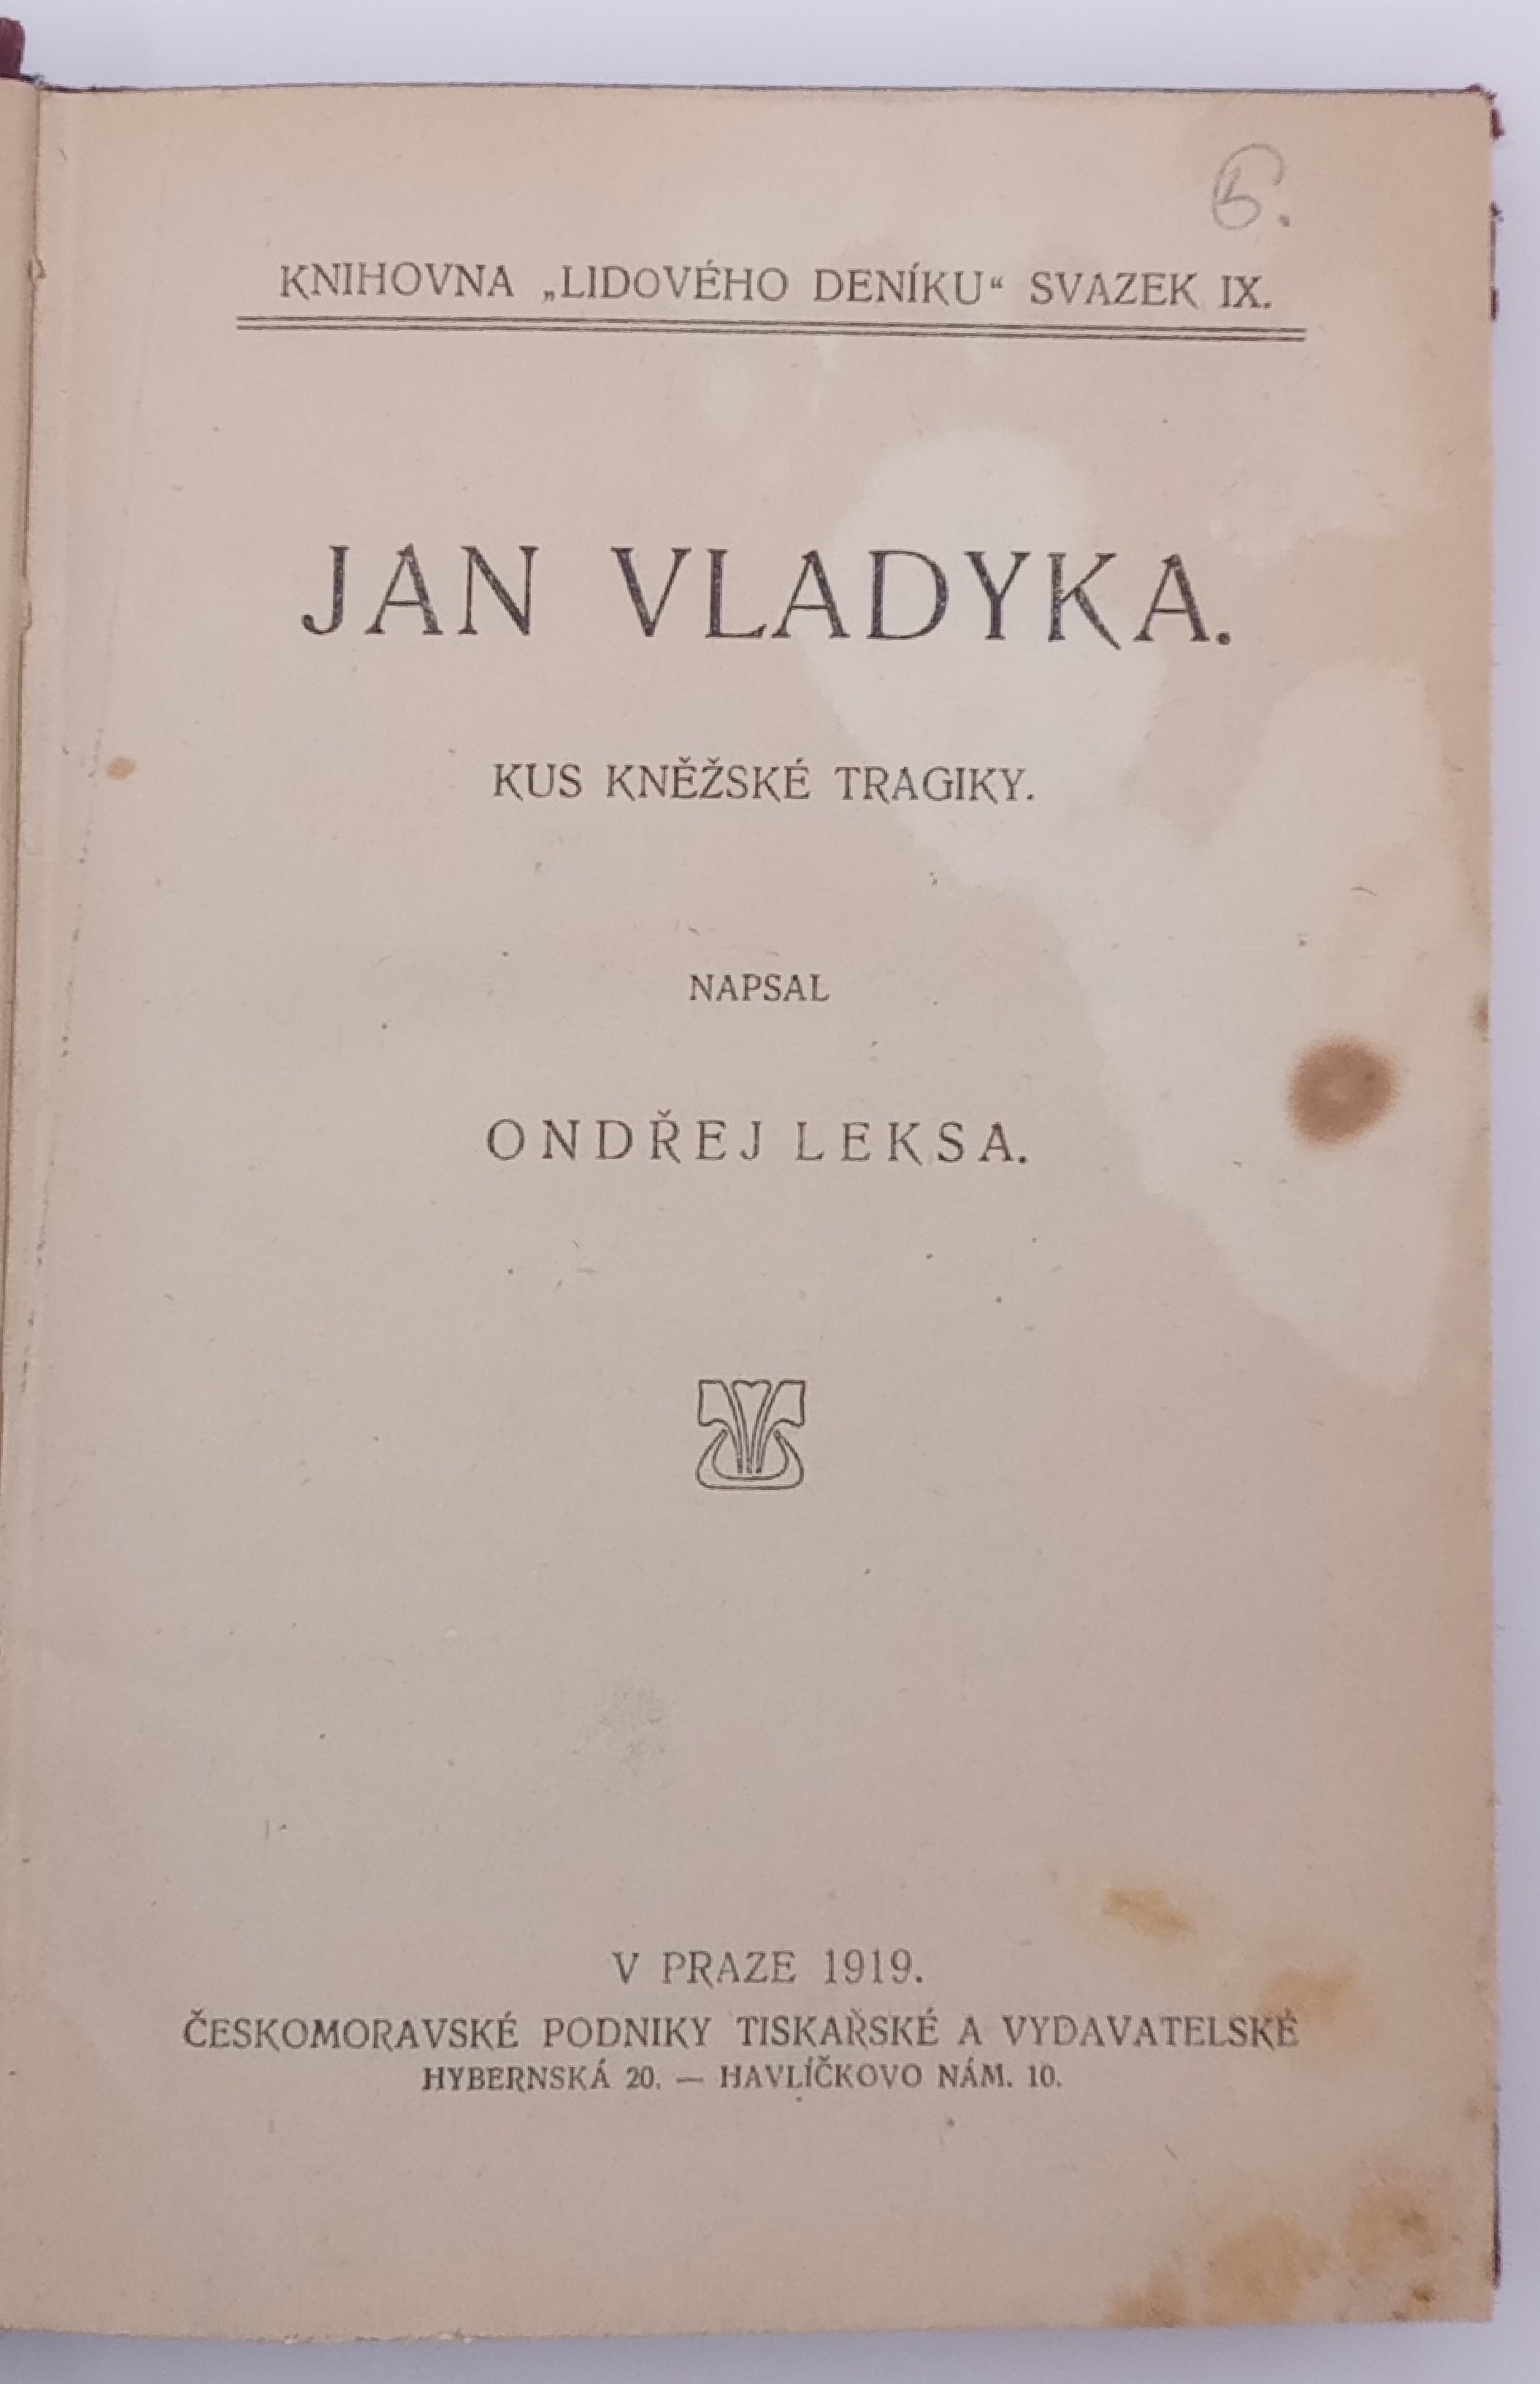 5.
KNIHOVNA „LIDOVÉHO DENÍKU“ SVAZEK IX.
JAN VLADYKA.
KUS KNĚŽSKÉ TRAGIKY.
NAPSAL
ONDŘEJ LEKSA.
V PRAZE 1919.
ČESKOMORAVSKÉ PODNIKY TISKAŘSKÉ A VYDAVATELSKÉ
HYBERNSKÁ 20. — HAVLÍČKOVO NÁM. 10.